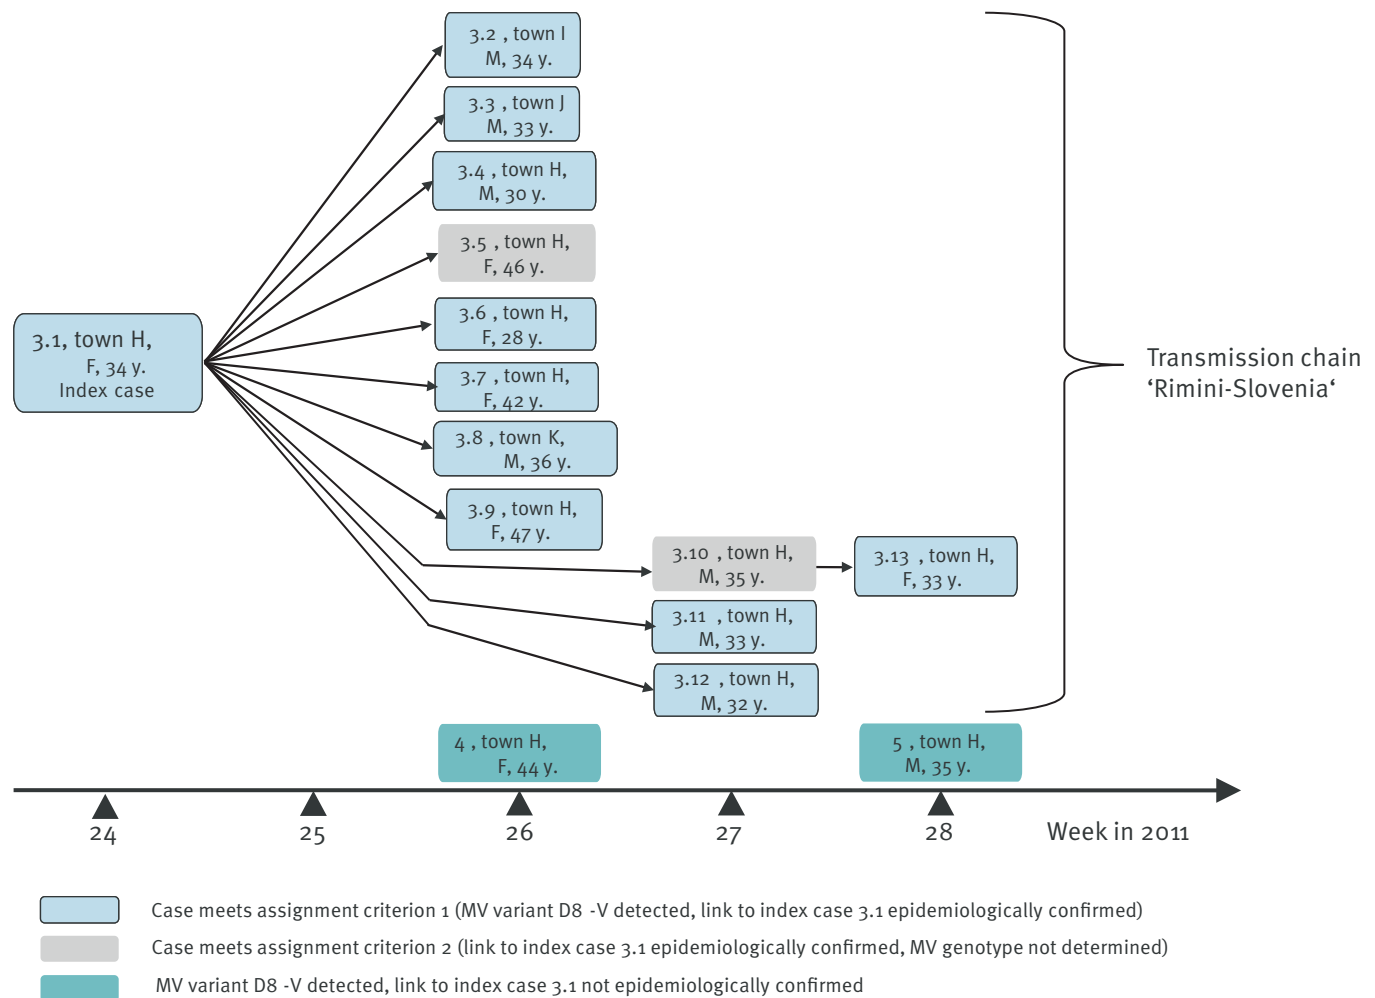 3.2 , town I
M, 34 y.
3.3 , town J
M, 33 y.
3.4 , town H,
M, 30 y.
3.5 , town H,
F, 46 y.
3.1, town H,
F, 34 y.
Index case
3.6 , town H,
F, 28 y.
3.7 , town H,
F, 42 y.
3.8 , town K,
M, 36 y.
3.9 , town H,
F, 47 y.
3.10 , town H,
M, 35 y.
3.13 , town H,
F, 33 y.
3.11 , town H,
M, 33 y.
3.12 , town H,
M, 32 y.
Transmission chain
‘Rimini-Slovenia‘
4 , town H,
F, 44 y.
5 , town H,
M, 35 y.
24
25
26
27
28
Week in 2011
Case meets assignment criterion 1 (MV variant D8 -V detected, link to index case 3.1 epidemiologically confirmed)
Case meets assignment criterion 2 (link to index case 3.1 epidemiologically confirmed, MV genotype not determined)
MV variant D8 -V detected, link to index case 3.1 not epidemiologically confirmed